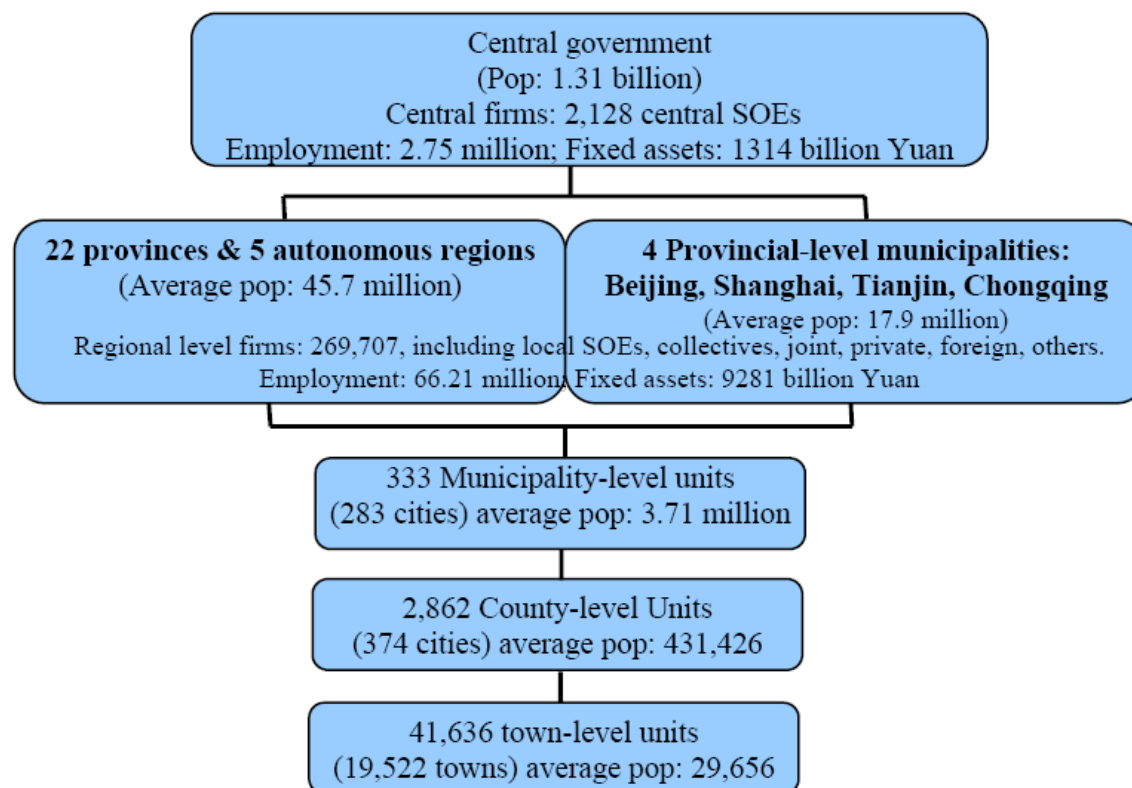 Central government
(Pop: 1.31 billion)
Central firms: 2,128 central SOEs
Employment: 2.75 million; Fixed assets: 1314 billion Yuan
22 provinces & 5 autonomous regions
(Average pop: 45.7 million)
4 Provincial-level municipalities:
Beijing, Shanghai, Tianjin, Chongqing
(Average pop: 17.9 million)
Regional level firms: 269,707, including local SOEs, collectives, joint, private, foreign, others.
Employment: 66.21 million; Fixed assets: 9281 billion Yuan
333 Municipality-level units
(283 cities) average pop: 3.71 million
2,862 County-level Units
(374 cities) average pop: 431,426
41,636 town-level units
(19,522 towns) average pop: 29,656